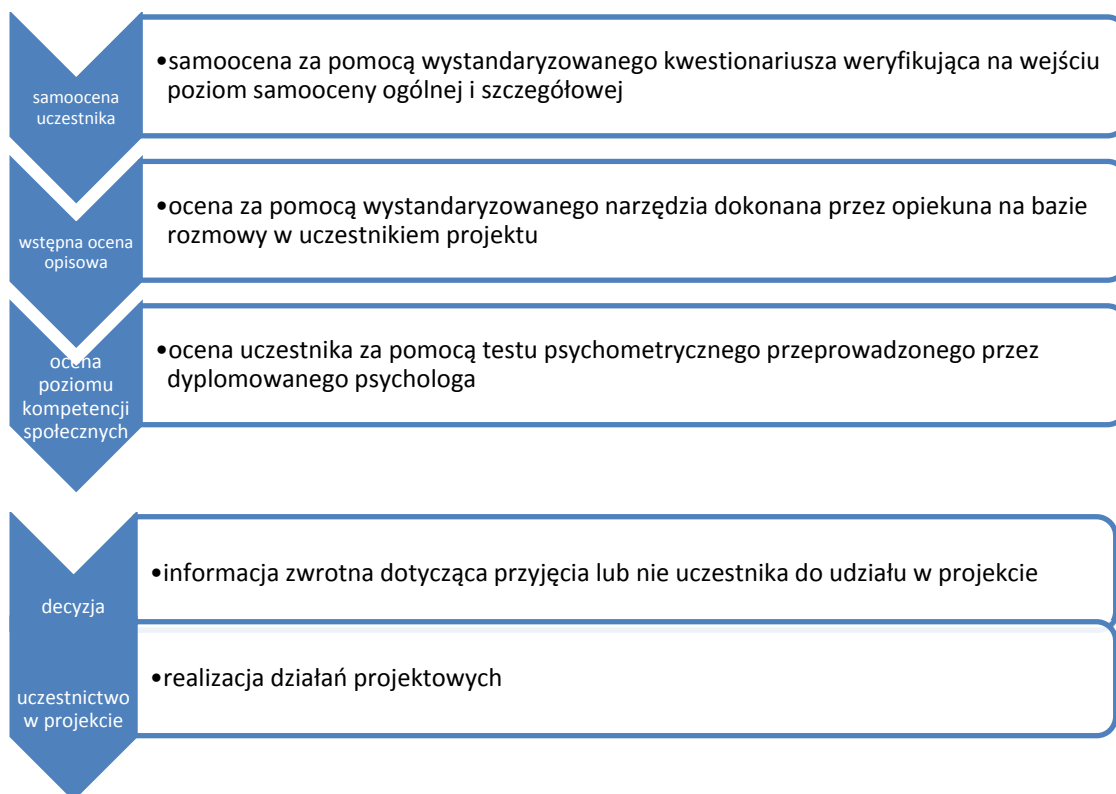 samoocena
uczestnika
•samoocena za pomocą wystandaryzowanego kwestionariusza weryfikująca na wejściu
poziom samooceny ogólnej i szczegółowej
wstępna ocena
opisowa
•ocena za pomocą wystandaryzowanego narzędzia dokonana przez opiekuna na bazie
rozmowy w uczestnikiem projektu
ocena
poziomu
kompetencji
społecznych
•ocena uczestnika za pomocą testu psychometrycznego przeprowadzonego przez
dyplomowanego psychologa
decyzja
•informacja zwrotna dotycząca przyjęcia lub nie uczestnika do udziału w projekcie
uczestnictwo
w projekcie
•realizacja działań projektowych